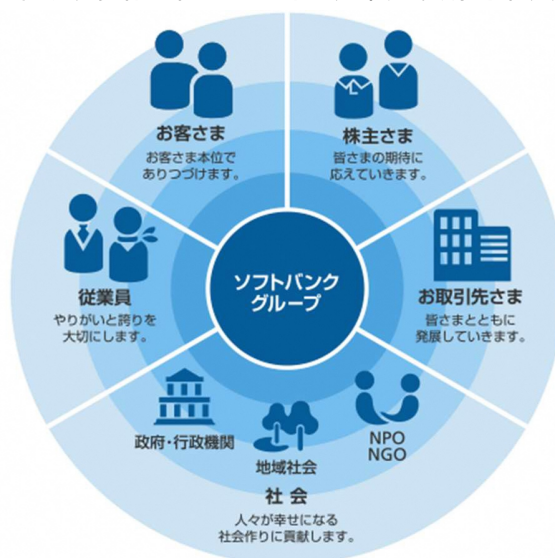 お客さま
お客さま本位で
ありつづけます。
株主さま
皆さまの期待に
応えていきます。
従業員
やりがいと誇りを
大切にします。
ソフトバンク
グループ
お取引先さま
皆さまとともに
発展していきます。
政府・行政機関
地域社会
NPO
NGO
社会
人々が幸せになる
社会作りに貢献します。